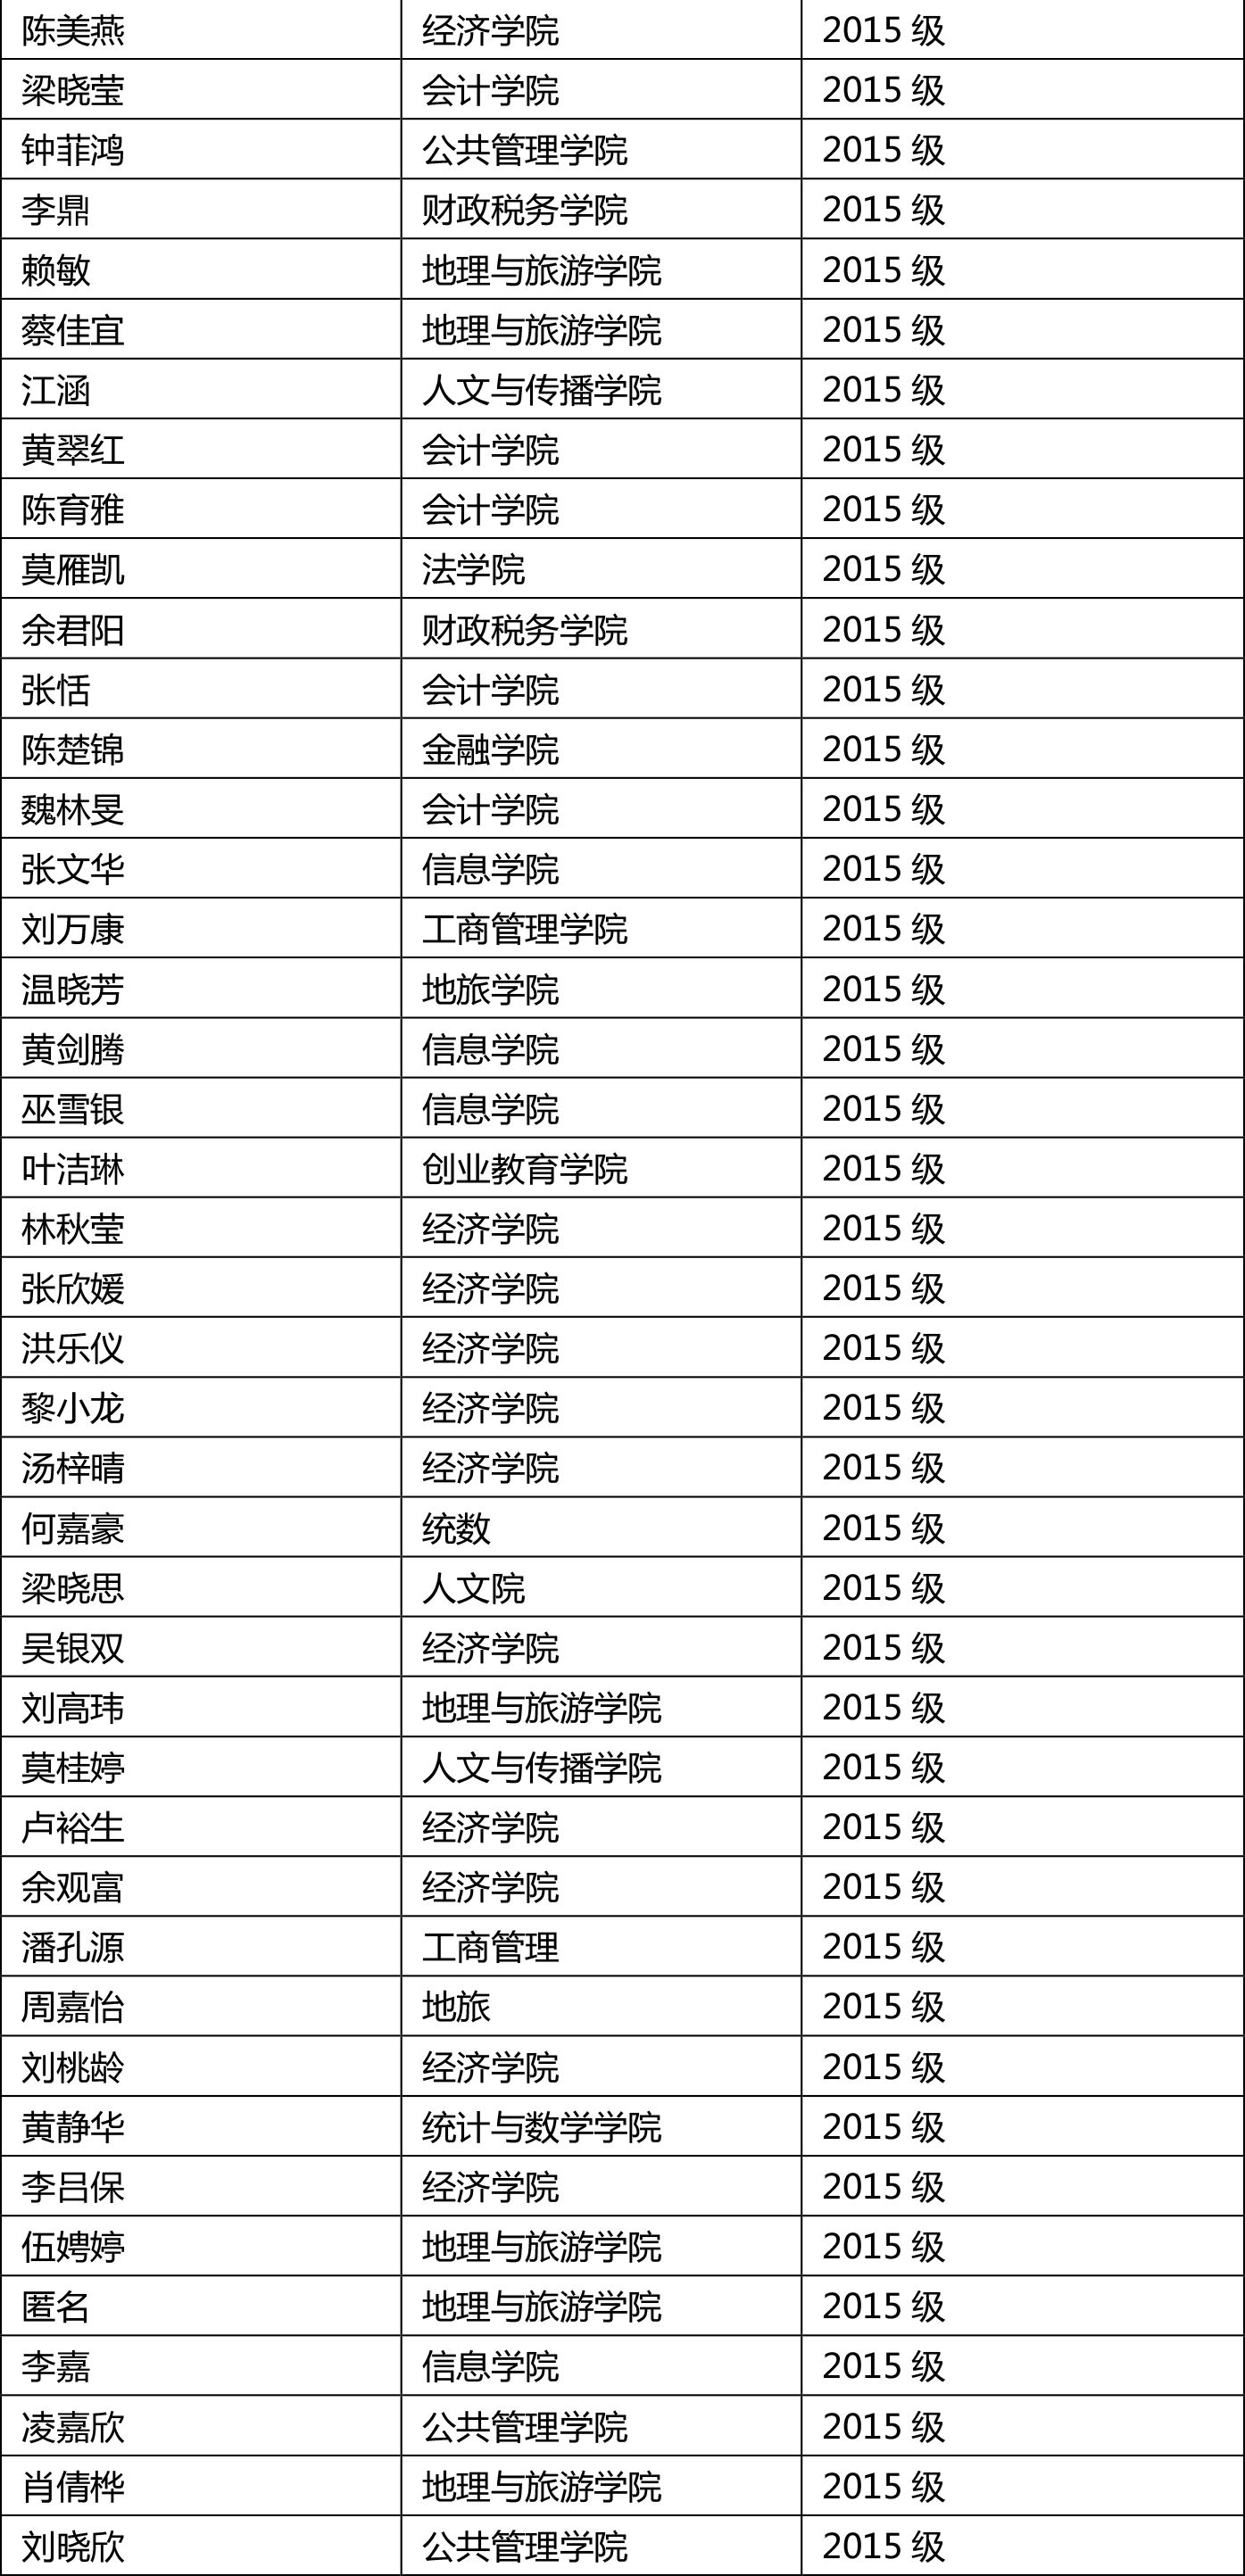 陈美燕 经济学院 2015 级
梁晓莹 会计学院 2015 级
钟菲鸿 公共管理学院 2015 级
李鼎 财政税务学院 2015 级
赖敏 地理与旅游学院 2015 级
蔡佳宜 地理与旅游学院 2015 级
江涵 人文与传播学院 2015 级
黄翠红 会计学院 2015 级
陈育雅 会计学院 2015 级
莫雁凯 法学院 2015 级
余君阳 财政税务学院 2015 级
张恬 会计学院 2015 级
陈楚锦 金融学院 2015 级
魏林旻 会计学院 2015 级
张文华 信息学院 2015 级
刘万康 工商管理学院 2015 级
温晓芳 地旅学院 2015 级
黄剑腾 信息学院 2015 级
巫雪银 信息学院 2015 级
叶洁琳 创业教育学院 2015 级
林秋莹 经济学院 2015 级
张欣媛 经济学院 2015 级
洪乐仪 经济学院 2015 级
黎小龙 经济学院 2015 级
汤梓晴 经济学院 2015 级
何嘉豪 统数 2015 级
梁晓思 人文院 2015 级
吴银双 经济学院 2015 级
刘高玮 地理与旅游学院 2015 级
莫桂婷 人文与传播学院 2015 级
卢裕生 经济学院 2015 级
余观富 经济学院 2015 级
潘孔源 工商管理 2015 级
周嘉怡 地旅 2015 级
刘桃龄 经济学院 2015 级
黄静华 统计与数学学院 2015 级
李吕保 经济学院 2015 级
伍娉婷 地理与旅游学院 2015 级
匿名 地理与旅游学院 2015 级
李嘉 信息学院 2015 级
凌嘉欣 公共管理学院 2015 级
肖倩桦 地理与旅游学院 2015 级
刘晓欣 公共管理学院 2015 级